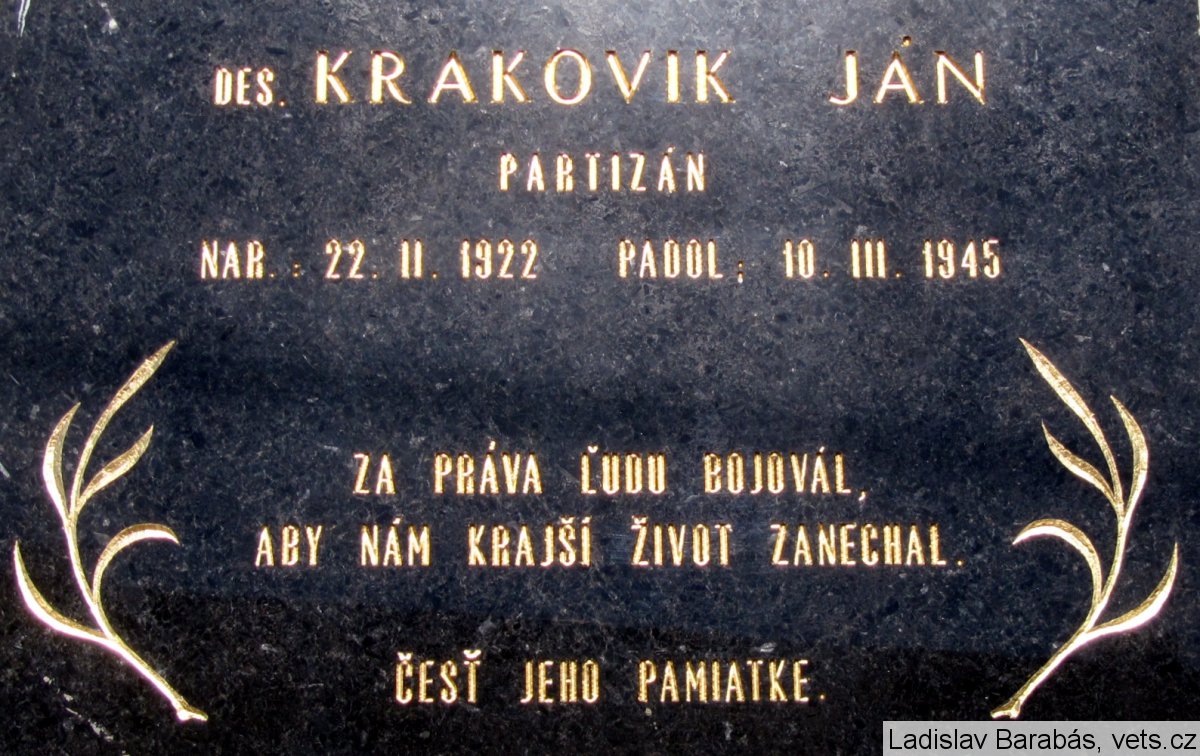 DES. KRAKOVIK JÁN
PARTIZÁN
NAR.: 22. II. 1922 PADOL: 10. III. 1945
ZA PRÁVA ĽUDU BOJOVÁL,
ABY NÁM KRAJŠÍ ŽIVOT ZANECHAL.
ČESŤ JEHO PAMIATKE.
Ladislav Barabás, vets.cz